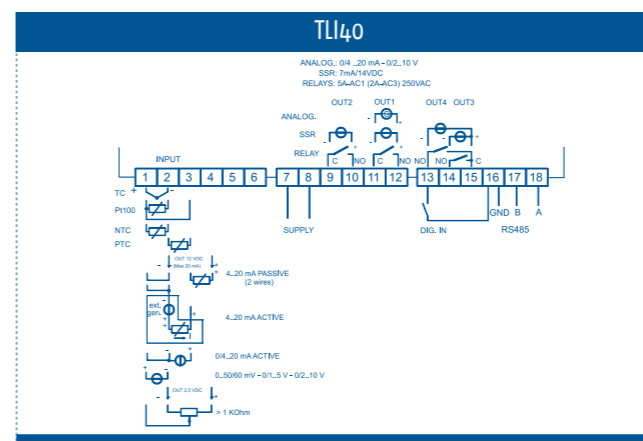 TLI40
ANALOG.: 0/4 ..20 mA - 0/2..10 V
SSR: 7mA/14VDC
RELAYS: 5A-AC1 (2A-AC3) 250VAC
OUT2 OUT1 OUT4 OUT3
ANALOG. - +
SSR - + - + - - +
RELAY
INPUT C NO C NO NO C
1 2 3 4 5 6 7 8 9 10 11 12 13 14 15 16 17 18
TC + -
Pt100
GND B A
NTC
SUPPLY DIG. IN RS485
PTC
- OUT 12 VDC +
(Max 20 mA)
4..20 mA PASSIVE
(2 wires)
ext. gen. - + + +
4..20 mA ACTIVE
- +
0/4..20 mA ACTIVE
+ -
0..50/60 mV - 0/1..5 V - 0/2..10 V
- OUT 2,5 VDC +
> 1 KOhm